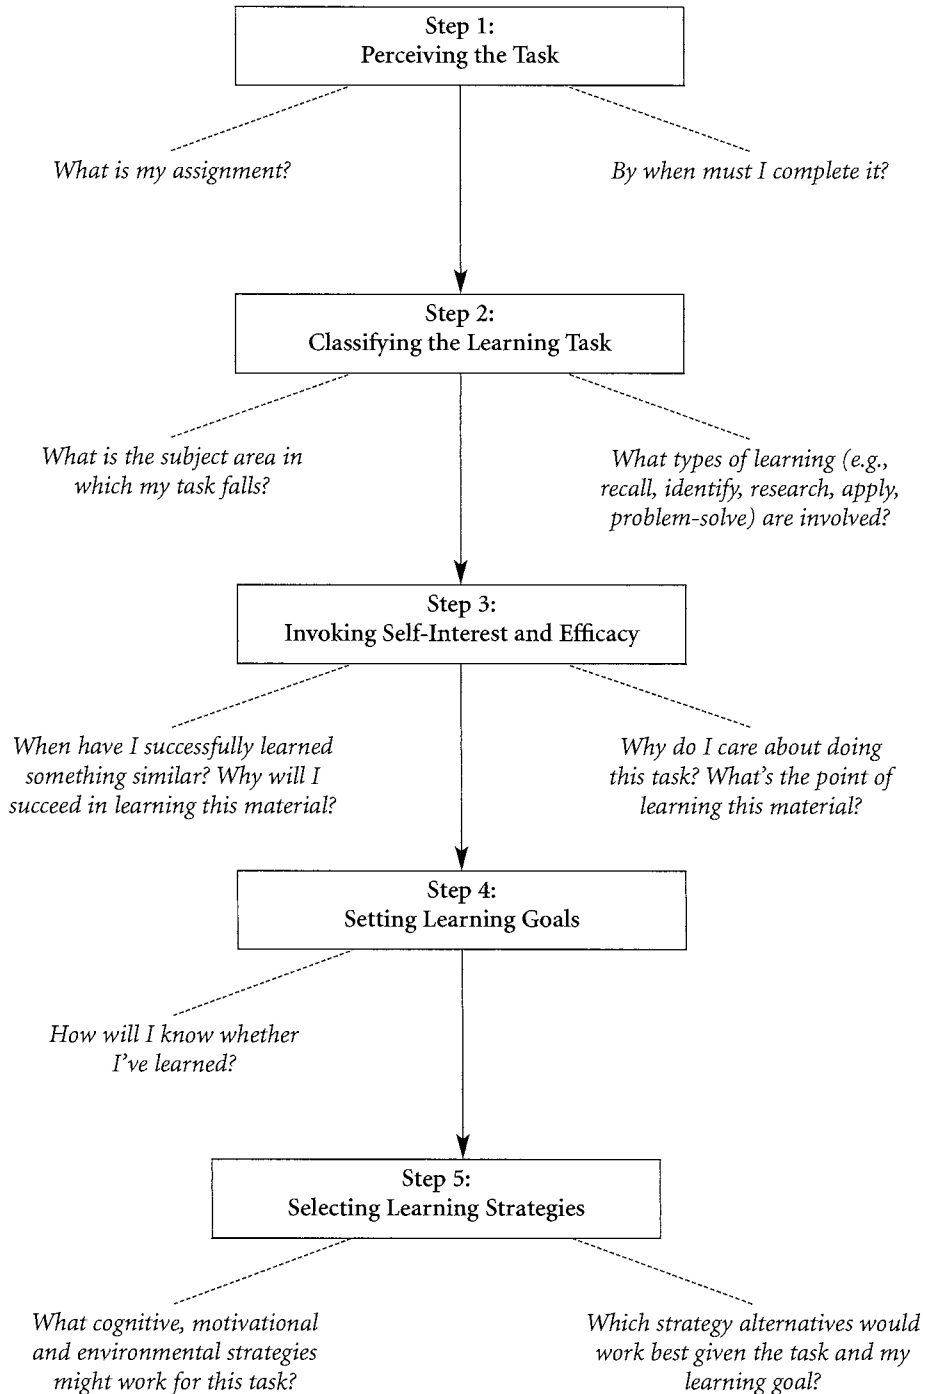 Step 1:
Perceiving the Task
What is my assignment?
By when must I complete it?
Step 2:
Classifying the Learning Task
What is the subject area in
which my task falls?
What types of learning (e.g.,
recall, identify, research, apply,
problem-solve) are involved?
Step 3:
Invoking Self-Interest and Efficacy
When have I successfully learned
something similar? Why will I
succeed in learning this material?
Why do I care about doing
this task? What's the point of
learning this material?
Step 4:
Setting Learning Goals
How will I know whether
I've learned?
Step 5:
Selecting Learning Strategies
What cognitive, motivational
and environmental strategies
might work for this task?
Which strategy alternatives would
work best given the task and my
learning goal?